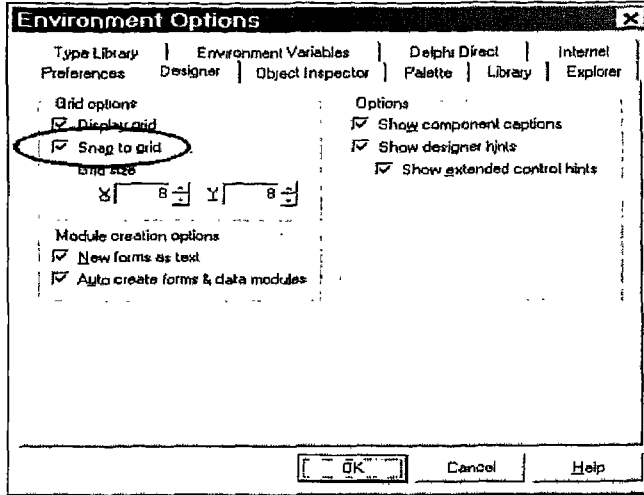 Environment Options
Type Library
Environment Variables
Delphi Direct
Internet
Preferences
Designer
Object Inspector
Palette
Library
Explorer
Grid options
Display grid
Snap to grid
Grid size
X 8 Y 8
Module creation options
New forms as text
Auto create forms & data modules
Options
Show component captions
Show designer hints
Show extended control hints
OK
Cancel
Help